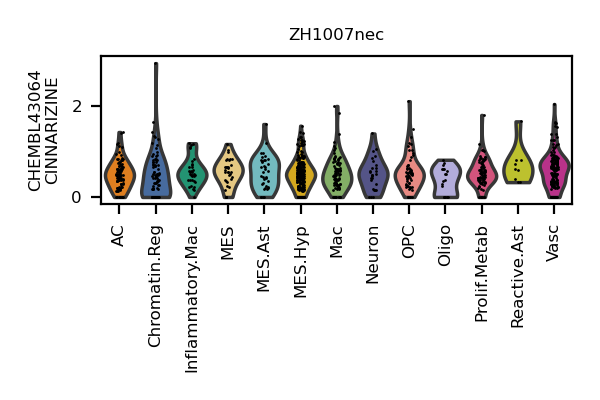 ZH1007nec
CHEMBL43064
CINNARIZINE
2
0
AC
Chromatin.Reg
Inflammatory.Mac
MES
MES.Ast
MES.Hyp
Mac
Neuron
OPC
Oligo
Prolif.Metab
Reactive.Ast
Vasc